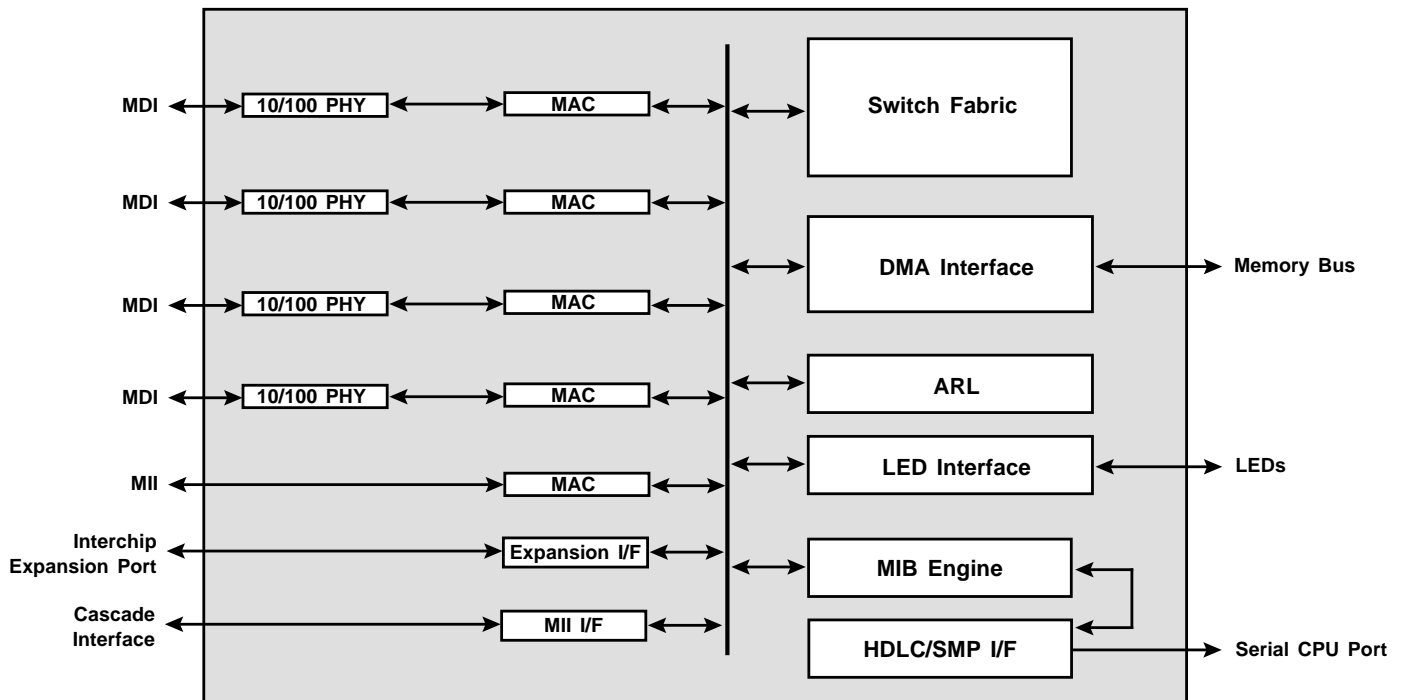 MDI
10/100 PHY
MAC
Switch Fabric
MDI
10/100 PHY
MAC
DMA Interface
Memory Bus
MDI
10/100 PHY
MAC
MDI
10/100 PHY
MAC
ARL
LED Interface
LEDs
MII
MAC
Interchip
Expansion Port
Expansion I/F
MIB Engine
Cascade
Interface
MII I/F
HDLC/SMP I/F
Serial CPU Port